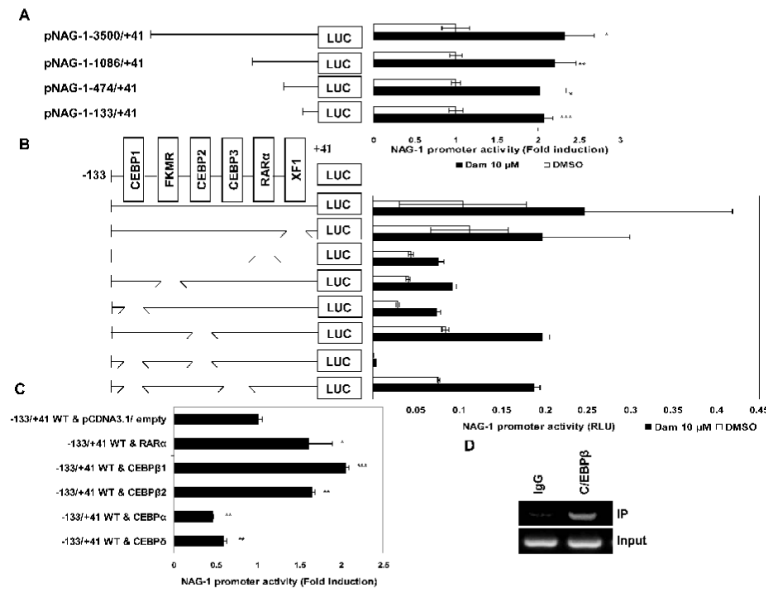 A
pNAG-1-3500/+41 LUC
pNAG-1-1086/+41 LUC
pNAG-1-474/+41 LUC
pNAG-1-133/+41 LUC
*
**
*
***
0 0.5 1 1.5 2 2.5 3
NAG-1 promoter activity (Fold induction)
Dam 10 μM DMSO
B
-133 CEBP1 FKMR CEBP2 CEBP3 RARα XF1 +41 LUC
LUC
LUC
LUC
LUC
LUC
LUC
LUC
LUC
0 0.05 0.1 0.15 0.2 0.25 0.3 0.35 0.4 0.45
NAG-1 promoter activity (RLU)
Dam 10 μM DMSO
C
-133/+41 WT & pCDNA3.1/ empty
-133/+41 WT & RARα *
-133/+41 WT & CEBPβ1 ***
-133/+41 WT & CEBPβ2 **
-133/+41 WT & CEBPα **
-133/+41 WT & CEBPδ **
0 0.5 1 1.5 2 2.5
NAG-1 promoter activity (Fold Induction)
D
IgG C/EBPβ
IP
Input